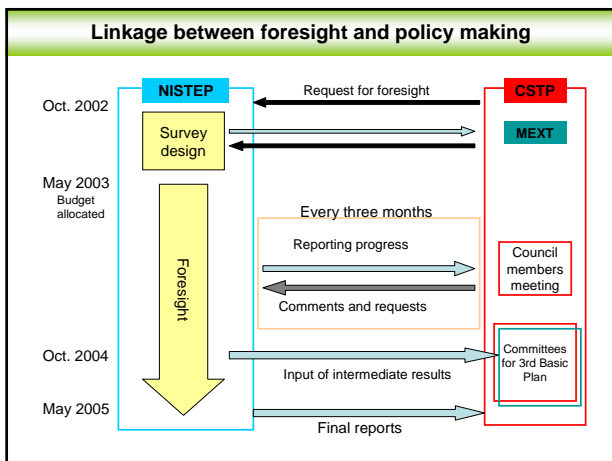 Linkage between foresight and policy making
NISTEP
Request for foresight
CSTP
Oct. 2002
Survey
design
MEXT
May 2003
Budget
allocated
Every three months
Foresight
Reporting progress
Council
members
meeting
Comments and requests
Oct. 2004
Input of intermediate results
Committees
for 3rd Basic
Plan
May 2005
Final reports